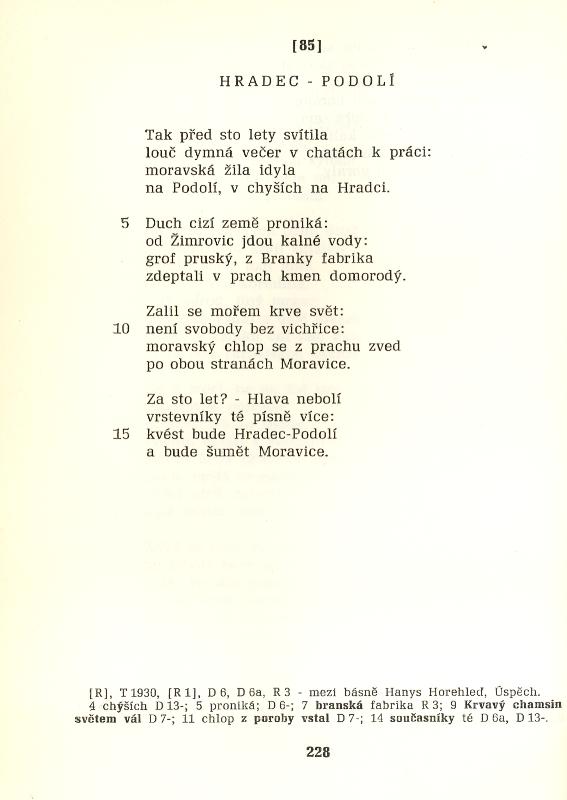 [85]
HRADEC - PODOLÍ
Tak před sto lety svítila
louč dymná večer v chatách k práci:
moravská žila idyla
na Podolí, v chyších na Hradci.
5 Duch cizí země proniká:
od Žimrovic jdou kalné vody:
grof pruský, z Branky fabrika
zdeptali v prach kmen domorodý.
Zalil se mořem krve svět:
10 není svobody bez vichřice:
moravský chlop se z prachu zved
po obou stranách Moravice.
Za sto let? - Hlava nebolí
vrstevníky té písně více:
15 kvést bude Hradec-Podolí
a bude šumět Moravice.
[R], T 1930, [R 1], D 6, D 6a, R 3 - mezi básně Hanys Horehleď, Úspěch.
4 chýších D 13-; 5 proniká; D 6-; 7 branská fabrika R 3; 9 Krvavý chamsin
světem vál D 7-; 11 chlop z poroby vstal D 7-; 14 současníky té D 6a, D 13-.
228